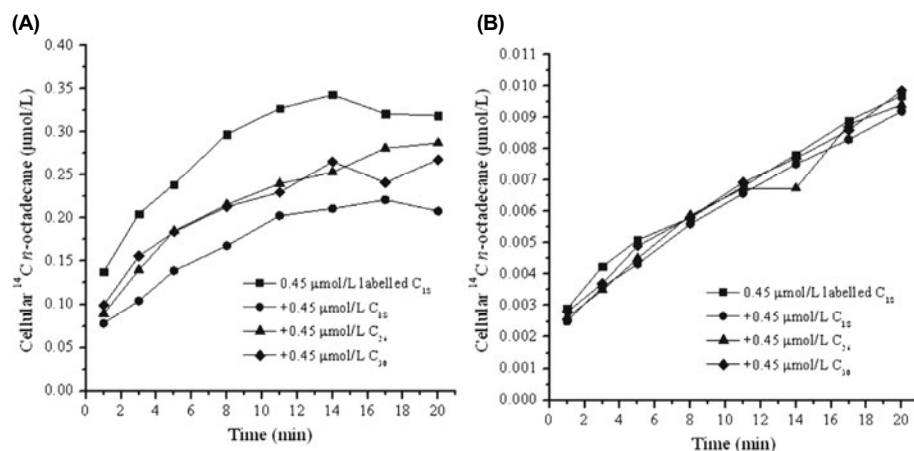 (A)
Cellular ¹⁴C n-octadecane (µmol/L)
0.40
0.35
0.30
0.25
0.20
0.15
0.10
0.05
0.00
0.45 µmol/L labelled C₁₈
+0.45 µmol/L C₁₈
+0.45 µmol/L C₂₄
+0.45 µmol/L C₃₀
0 2 4 6 8 10 12 14 16 18 20
Time (min)
(B)
Cellular ¹⁴C n-octadecane (µmol/L)
0.011
0.010
0.009
0.008
0.007
0.006
0.005
0.004
0.003
0.002
0.001
0.000
0.45 µmol/L labelled C₁₈
+0.45 µmol/L C₁₈
+0.45 µmol/L C₂₄
+0.45 µmol/L C₃₀
0 2 4 6 8 10 12 14 16 18 20
Time (min)